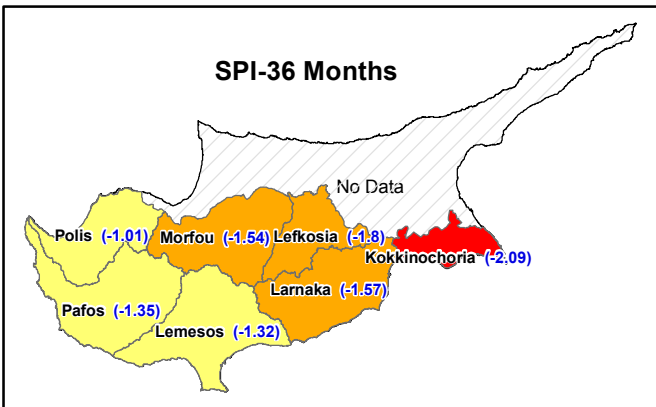 SPI-36 Months
No Data
Polis (-1.01)
Morfou (-1.54)
Lefkosia (-1.8)
Kokkinochoria (-2.09)
Larnaka (-1.57)
Pafos (-1.35)
Lemesos (-1.32)